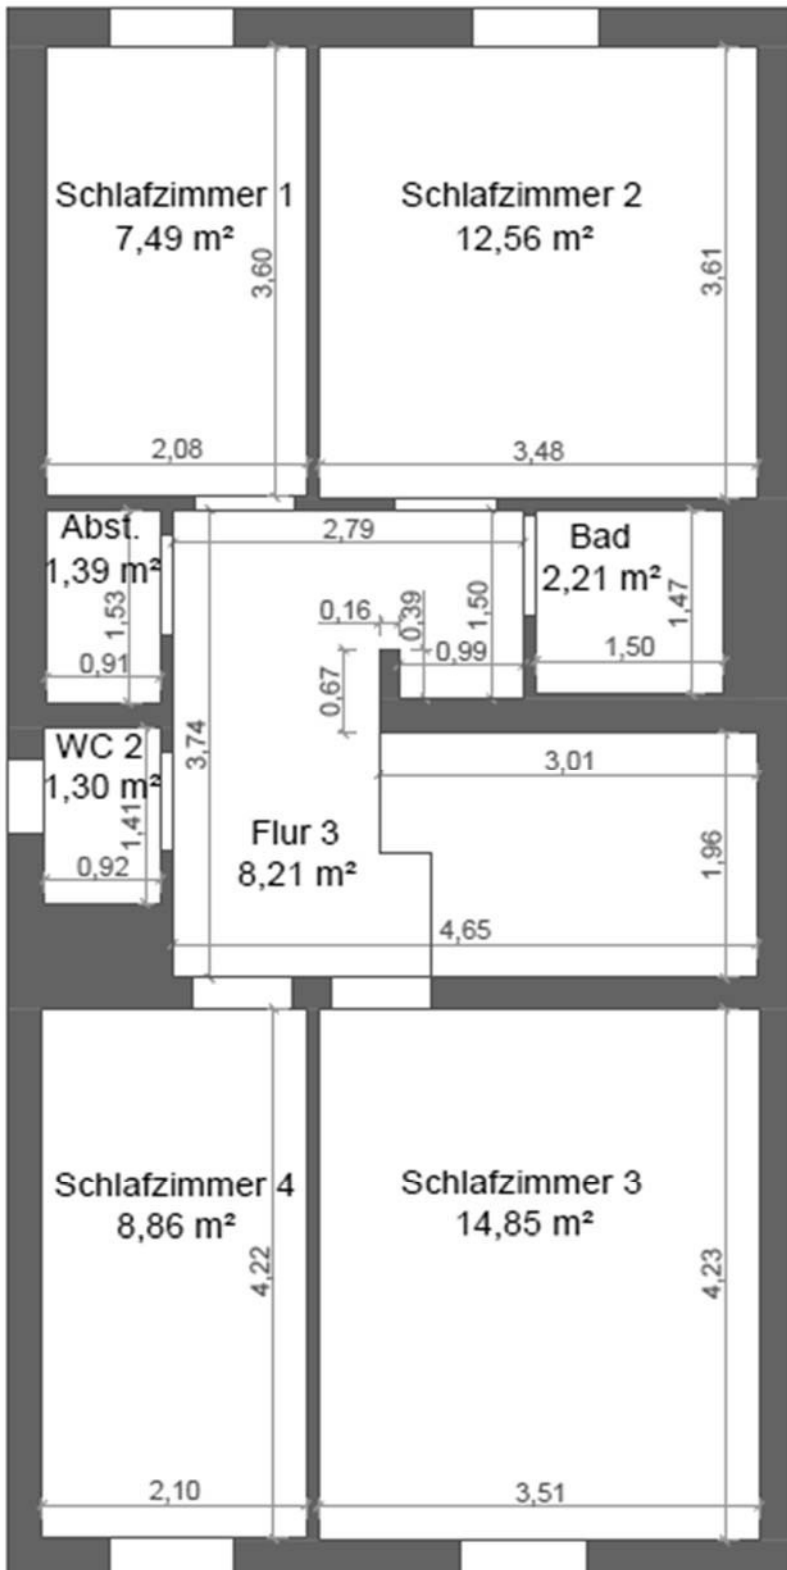 Schlafzimmer 1
7,49 m²
Schlafzimmer 2
12,56 m²
3,60
3,61
2,08
3,48
Abst.
1,39 m²
1,53
0,91
2,79
0,16
0,39
1,50
0,99
0,67
Bad
2,21 m²
1,47
1,50
WC 2
1,30 m²
1,41
0,92
3,74
3,01
Flur 3
8,21 m²
1,96
4,65
Schlafzimmer 4
8,86 m²
Schlafzimmer 3
14,85 m²
4,22
4,23
2,10
3,51